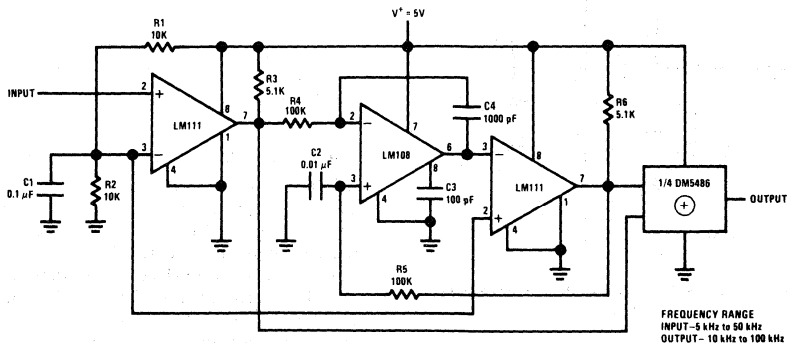 V+ = 5V
R1
10K
R3
5.1K
R4
100K
C4
1000 pF
R6
5.1K
INPUT
2
+
8
7
LM111
1
3
−
4
C1
0.1 μF
R2
10K
2
−
7
6
LM108
8
3
+
4
C2
0.01 μF
C3
100 pF
3
−
8
7
LM111
1
2
+
4
R5
100K
1/4 DM5486
+
OUTPUT
FREQUENCY RANGE
INPUT–5 kHz to 50 kHz
OUTPUT– 10 kHz to 100 kHz